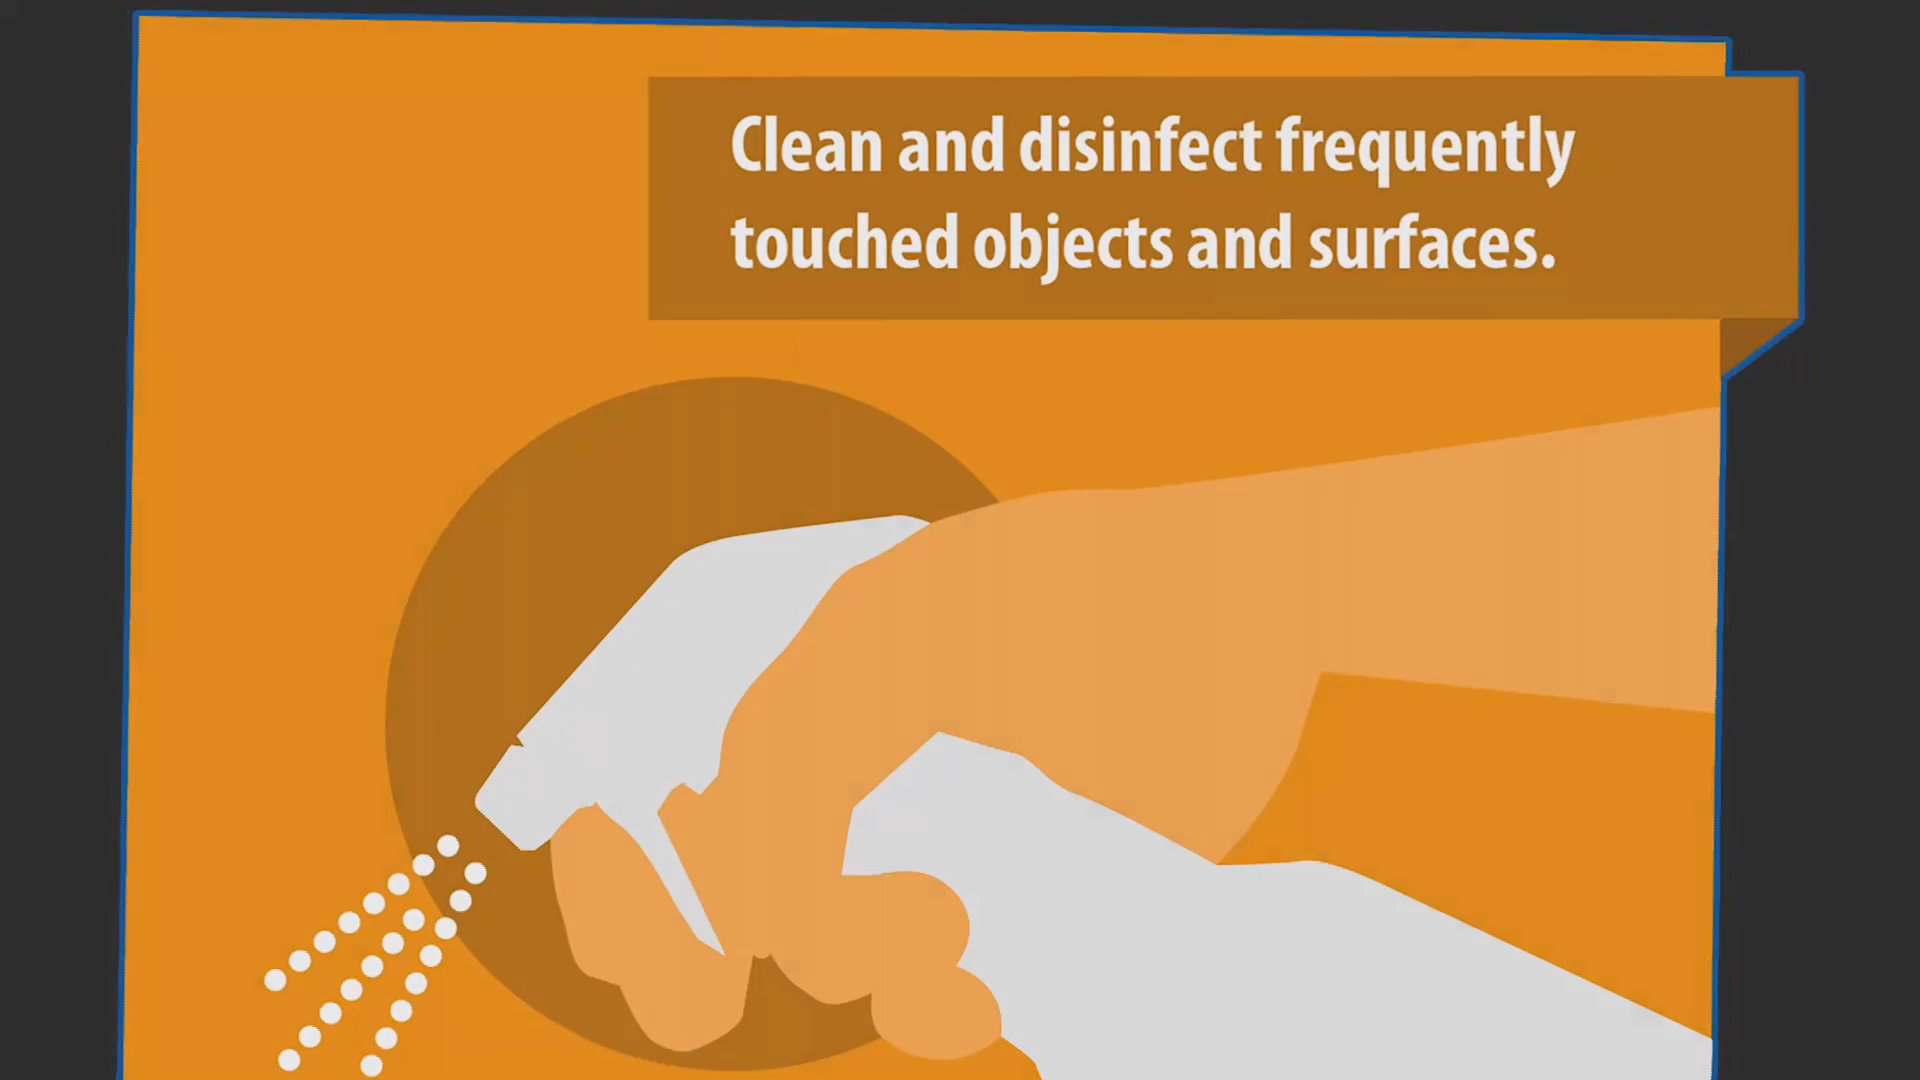 Clean and disinfect frequently
touched objects and surfaces.